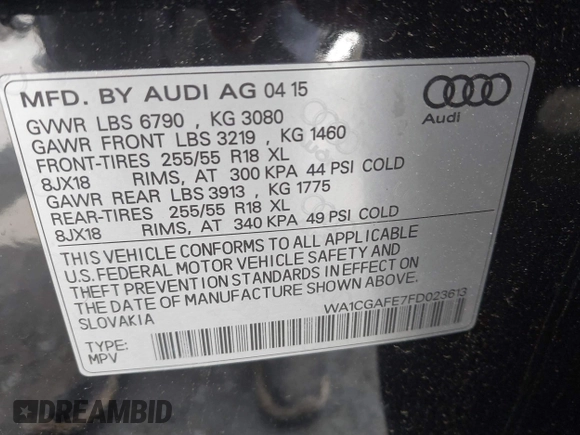 MFD. BY AUDI AG 04 15
GVWR LBS 6790 , KG 3080
GAWR FRONT LBS 3219 , KG 1460
FRONT-TIRES 255/55 R18 XL
8JX18 RIMS, AT 300 KPA 44 PSI COLD
GAWR REAR LBS 3913 , KG 1775
REAR-TIRES 255/55 R18 XL
8JX18 RIMS, AT 340 KPA 49 PSI COLD
Audi
THIS VEHICLE CONFORMS TO ALL APPLICABLE
U.S. FEDERAL MOTOR VEHICLE SAFETY AND
THEFT PREVENTION STANDARDS IN EFFECT ON
THE DATE OF MANUFACTURE SHOWN ABOVE.
SLOVAKIA
WA1CGAFE7FD023613
TYPE:
MPV
DREAMBID